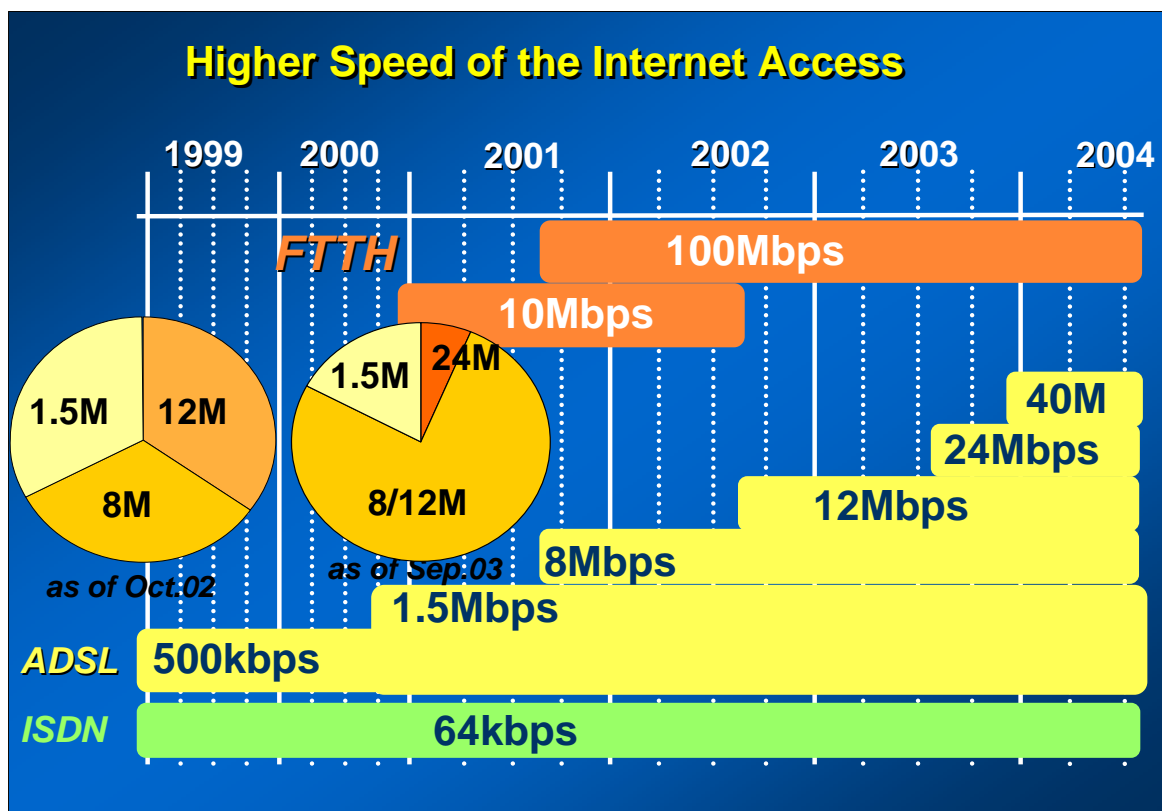 Higher Speed of the Internet Access
1999 2000 2001 2002 2003 2004
FTTH 100Mbps
10Mbps
1.5M 12M 8M
as of Oct.02
1.5M 24M 8/12M
as of Sep.03
40M
24Mbps
12Mbps
8Mbps
1.5Mbps
ADSL 500kbps
ISDN 64kbps